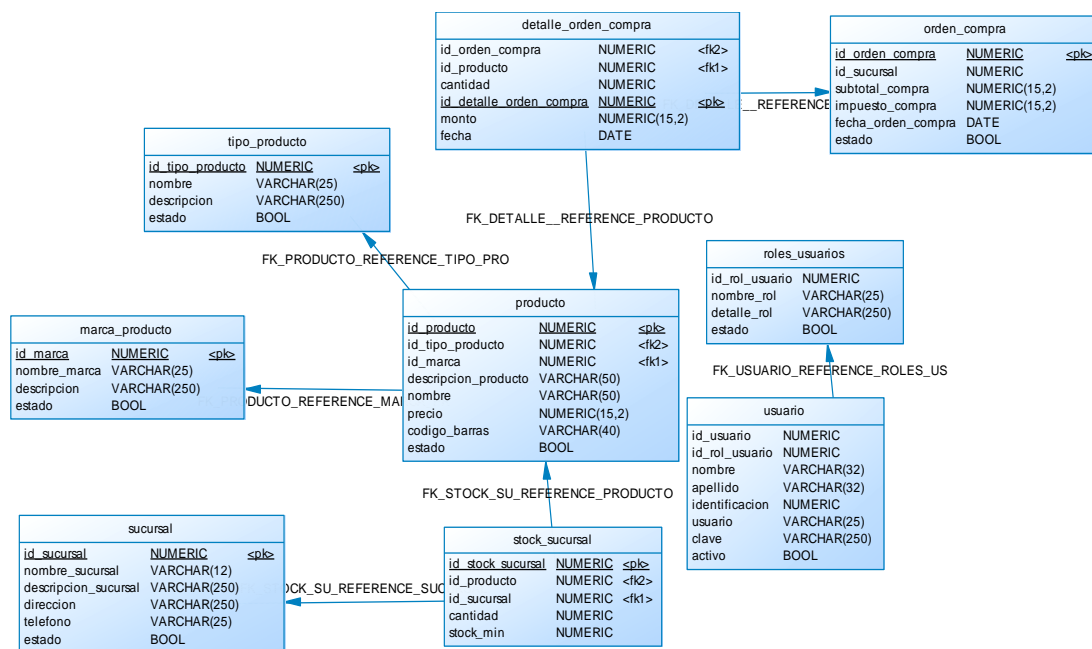 detalle_orden_compra
id_orden_compra NUMERIC <fk2>
id_producto NUMERIC <fk1>
cantidad NUMERIC
id_detalle_orden_compra NUMERIC <pk>
monto NUMERIC(15,2)
fecha DATE
orden_compra
id_orden_compra NUMERIC <pk>
id_sucursal NUMERIC
subtotal_compra NUMERIC(15,2)
impuesto_compra NUMERIC(15,2)
fecha_orden_compra DATE
estado BOOL
__REFERENCE
tipo_producto
id_tipo_producto NUMERIC <pk>
nombre VARCHAR(25)
descripcion VARCHAR(250)
estado BOOL
FK_DETALLE__REFERENCE_PRODUCTO
FK_PRODUCTO_REFERENCE_TIPO_PRO
roles_usuarios
id_rol_usuario NUMERIC
nombre_rol VARCHAR(25)
detalle_rol VARCHAR(250)
estado BOOL
marca_producto
id_marca NUMERIC <pk>
nombre_marca VARCHAR(25)
descripcion VARCHAR(250)
estado BOOL
FK_PRODUCTO_REFERENCE_MA
producto
id_producto NUMERIC <pk>
id_tipo_producto NUMERIC <fk2>
id_marca NUMERIC <fk1>
descripcion_producto VARCHAR(50)
nombre VARCHAR(50)
precio NUMERIC(15,2)
codigo_barras VARCHAR(40)
estado BOOL
FK_USUARIO_REFERENCE_ROLES_US
usuario
id_usuario NUMERIC
id_rol_usuario NUMERIC
nombre VARCHAR(32)
apellido VARCHAR(32)
identificacion NUMERIC
usuario VARCHAR(25)
clave VARCHAR(250)
activo BOOL
FK_STOCK_SU_REFERENCE_PRODUCTO
sucursal
id_sucursal NUMERIC <pk>
nombre_sucursal VARCHAR(12)
descripcion_sucursal VARCHAR(250)
direccion VARCHAR(250)
telefono VARCHAR(25)
estado BOOL
OCK_SU_REFERENCE_SUC
stock_sucursal
id_stock_sucursal NUMERIC <pk>
id_producto NUMERIC <fk2>
id_sucursal NUMERIC <fk1>
cantidad NUMERIC
stock_min NUMERIC